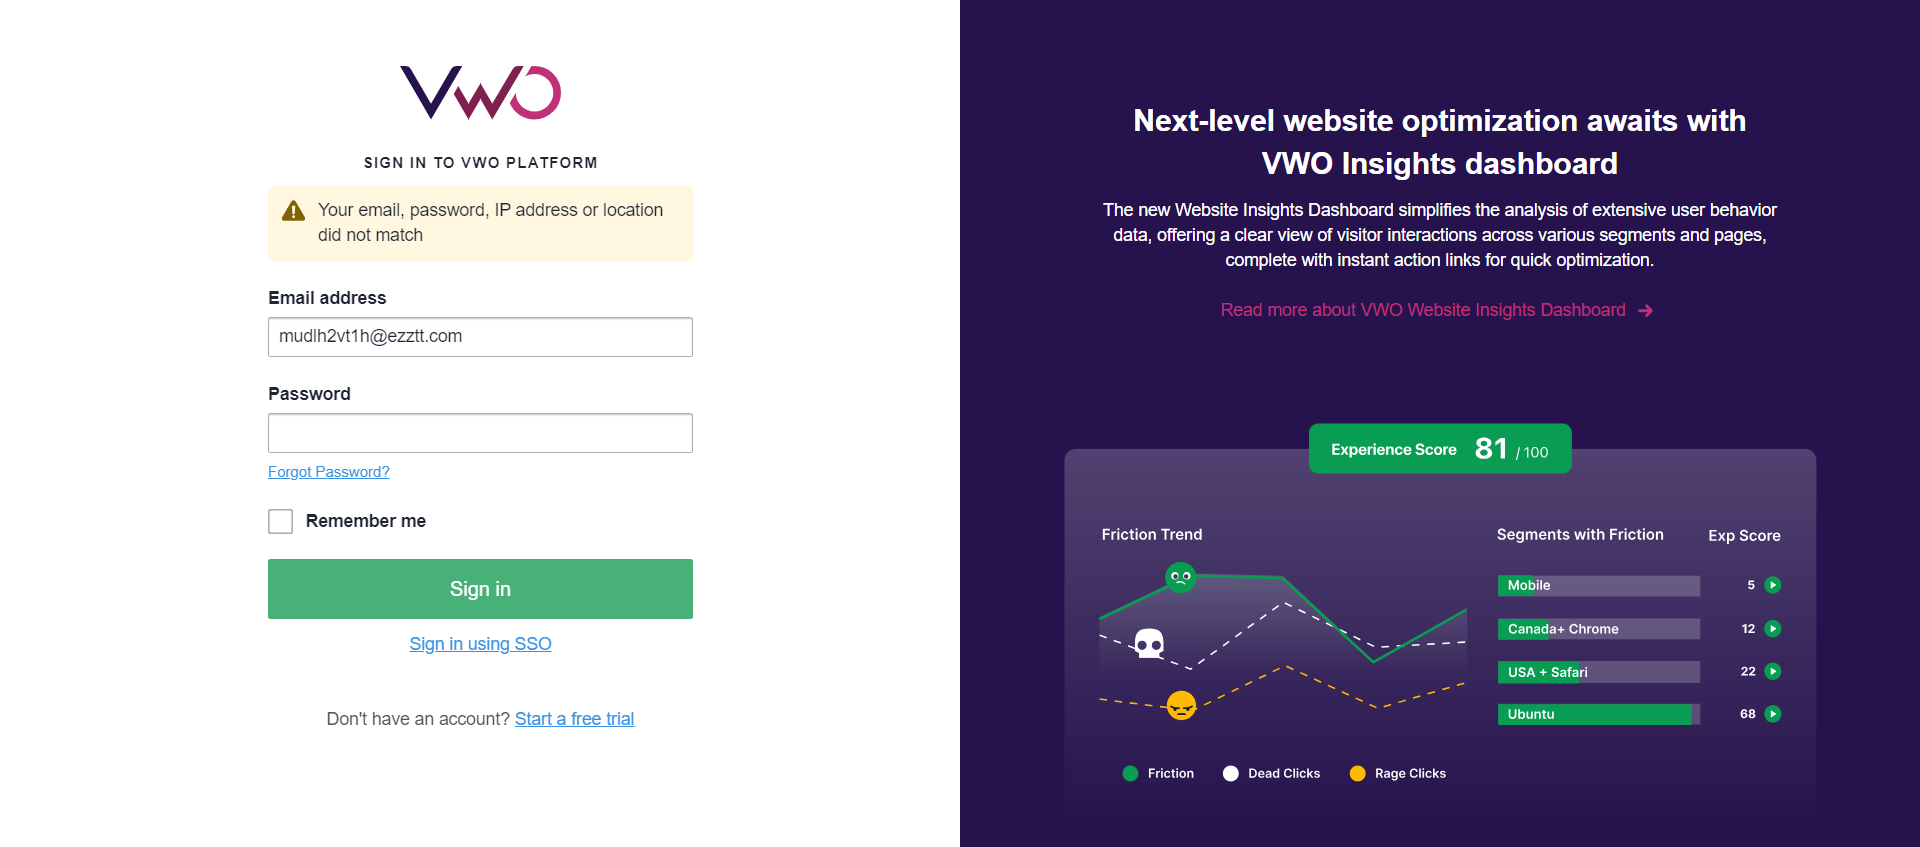 VWO
SIGN IN TO VWO PLATFORM
Your email, password, IP address or location
did not match
Email address
mudlh2vt1h@ezztt.com
Password
Forgot Password?
Remember me
Sign in
Sign in using SSO
Don't have an account? Start a free trial
Next-level website optimization awaits with
VWO Insights dashboard
The new Website Insights Dashboard simplifies the analysis of extensive user behavior
data, offering a clear view of visitor interactions across various segments and pages,
complete with instant action links for quick optimization.
Read more about VWO Website Insights Dashboard
Experience Score 81 / 100
Friction Trend
Segments with Friction Exp Score
Mobile 5
Canada+ Chrome 12
USA + Safari 22
Ubuntu 68
Friction Dead Clicks Rage Clicks